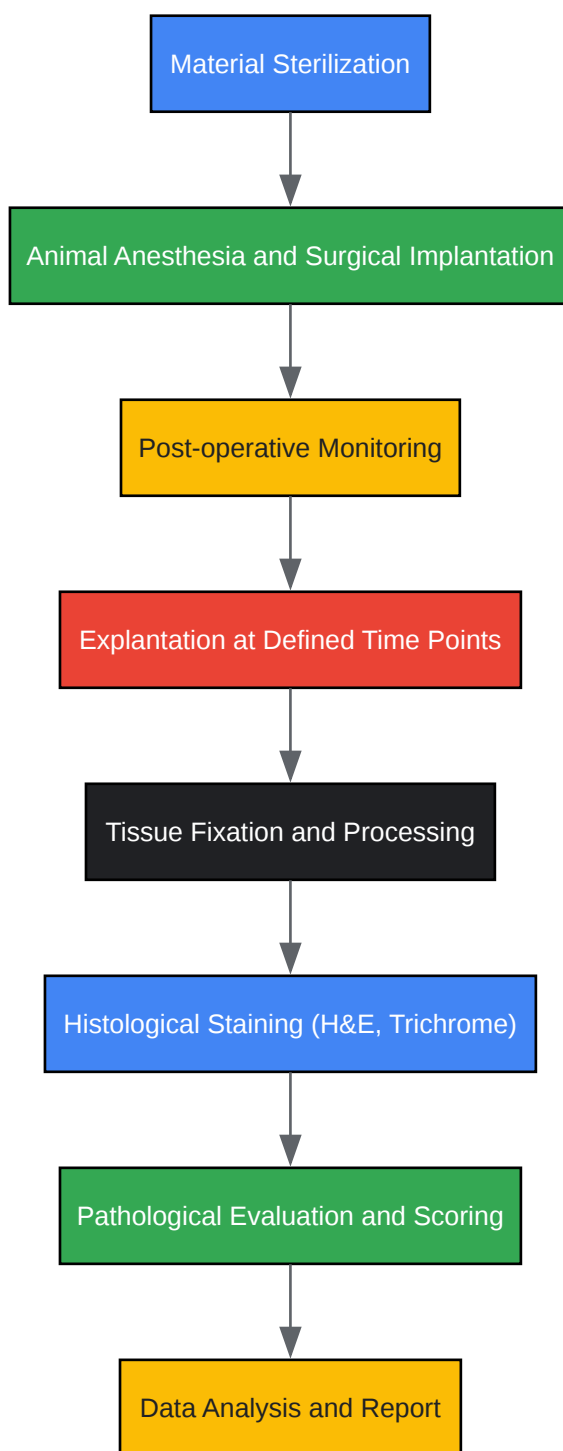 Material Sterilization
Animal Anesthesia and Surgical Implantation
Post-operative Monitoring
Explantation at Defined Time Points
Tissue Fixation and Processing
Histological Staining (H&E, Trichrome)
Pathological Evaluation and Scoring
Data Analysis and Report